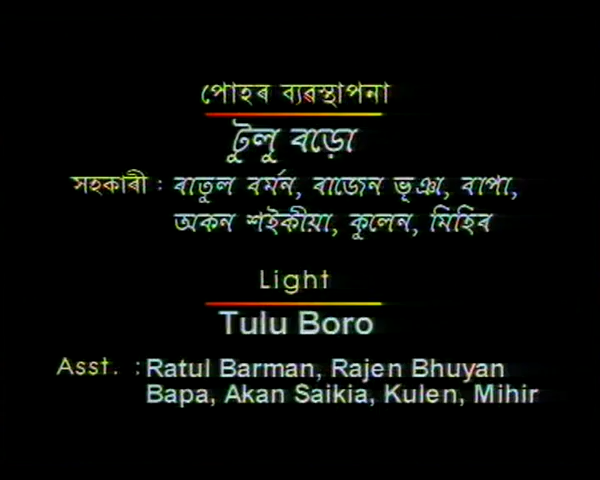 পোহৰ ব্যৱস্থাপনা
টুলু বড়ো
সহকাৰী : ৰাতুল বৰ্মন, ৰাজেন ভূঞা, বাপা,
অকন শইকীয়া, কুলেন, মিহিৰ
Light
Tulu Boro
Asst. : Ratul Barman, Rajen Bhuyan
Bapa, Akan Saikia, Kulen, Mihir